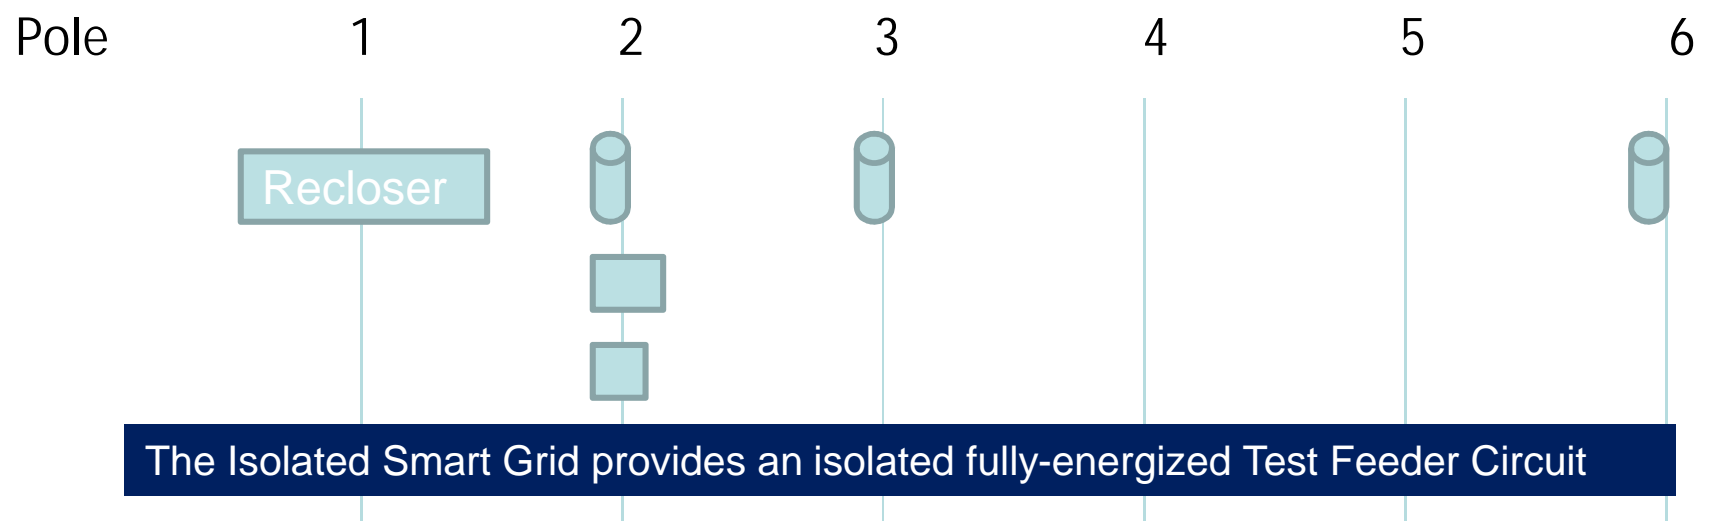 Pole 1 2 3 4 5 6
Recloser
The Isolated Smart Grid provides an isolated fully-energized Test Feeder Circuit